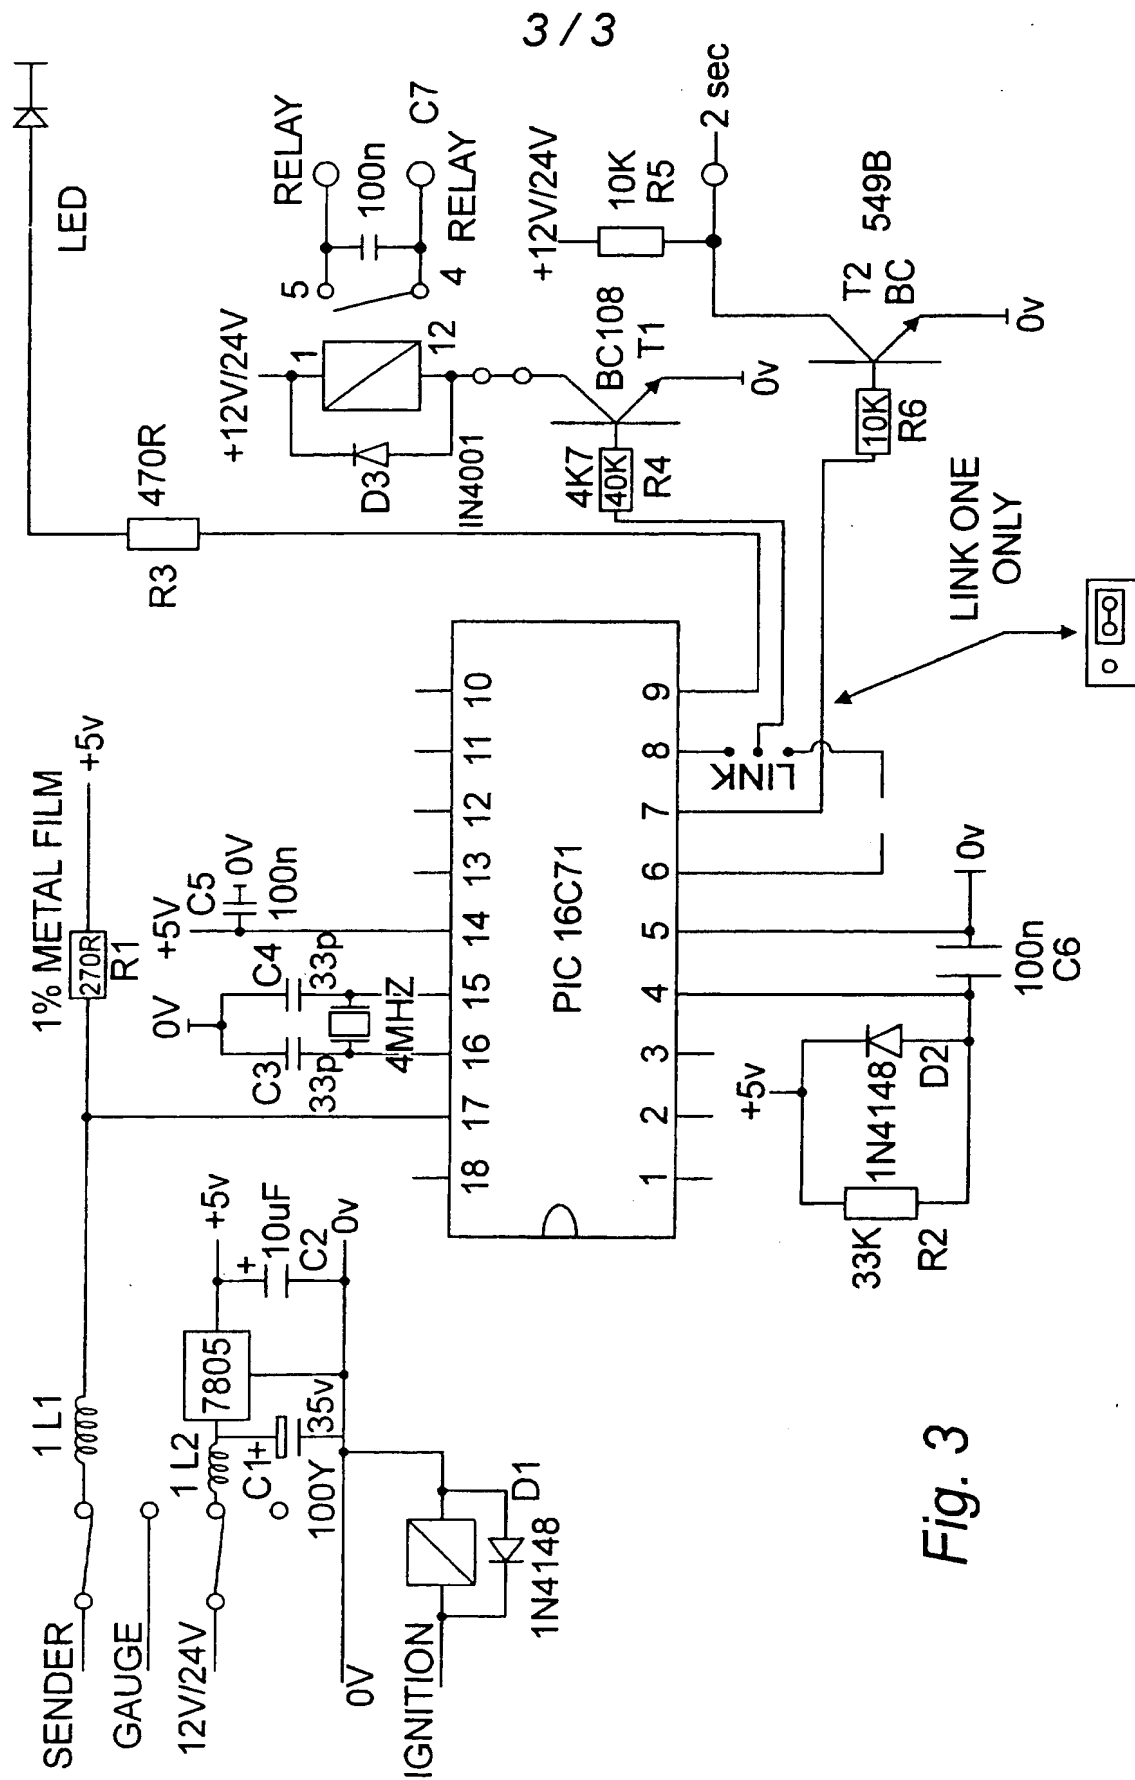 3 / 3
LED
RELAY
100n
C7
RELAY
5
4
+12V/24V
1
12
D3
IN4001
470R
R3
+12V/24V
10K
R5
2 sec
BC108
T1
0v
4K7
40K
R4
T2
BC
549B
0v
10K
R6
LINK ONE
ONLY
1% METAL FILM
+5v
270R
R1
+5V
C5
0V
100n
0V
C4
33p
C3
33p
4MHZ
18
17
16
15
14
13
12
11
10
PIC 16C71
1
2
3
4
5
6
7
8
9
LINK
0v
100n
C6
+5v
1N4148
D2
33K
R2
SENDER
1 L1
GAUGE
12V/24V
1 L2
7805
+5v
+
10uF
C2
0v
C1
+
35v
100Y
0V
IGNITION
D1
1N4148
Fig. 3